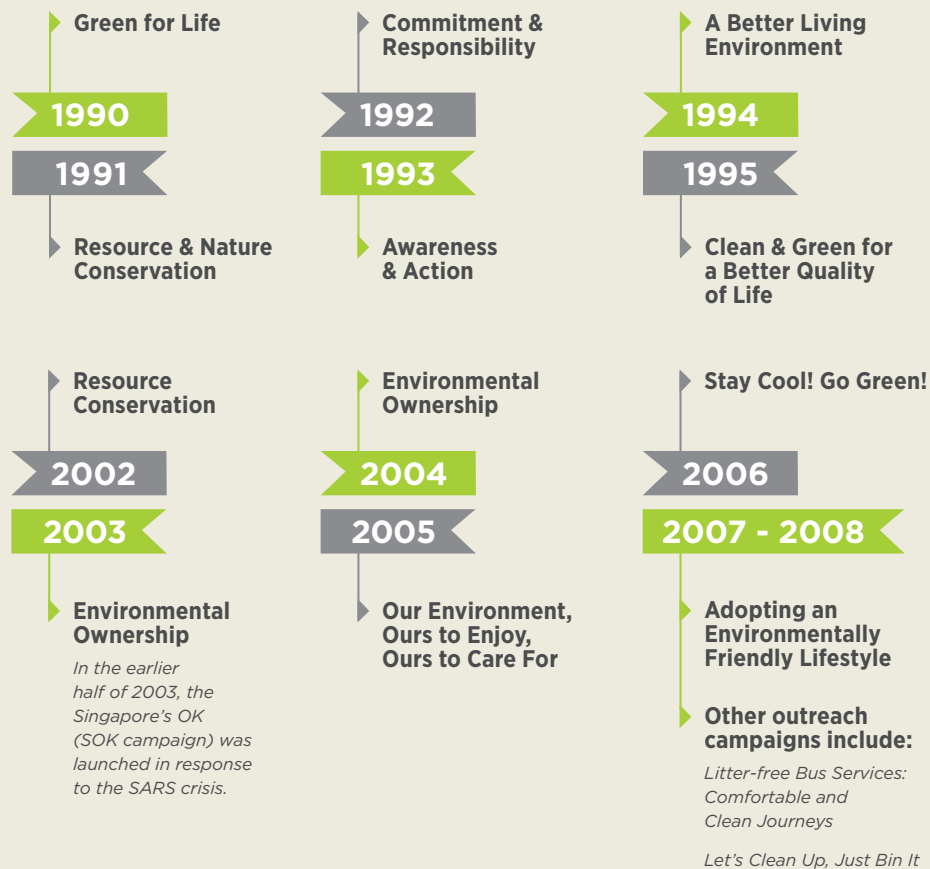 Green for Life
1990
1991
Resource & Nature
Conservation
Commitment &
Responsibility
1992
1993
Awareness
& Action
A Better Living
Environment
1994
1995
Clean & Green for
a Better Quality
of Life
Resource
Conservation
2002
2003
Environmental
Ownership
In the earlier
half of 2003, the
Singapore’s OK
(SOK campaign) was
launched in response
to the SARS crisis.
Environmental
Ownership
2004
2005
Our Environment,
Ours to Enjoy,
Ours to Care For
Stay Cool! Go Green!
2006
2007 - 2008
Adopting an
Environmentally
Friendly Lifestyle
Other outreach
campaigns include:
Litter-free Bus Services:
Comfortable and
Clean Journeys
Let’s Clean Up, Just Bin It